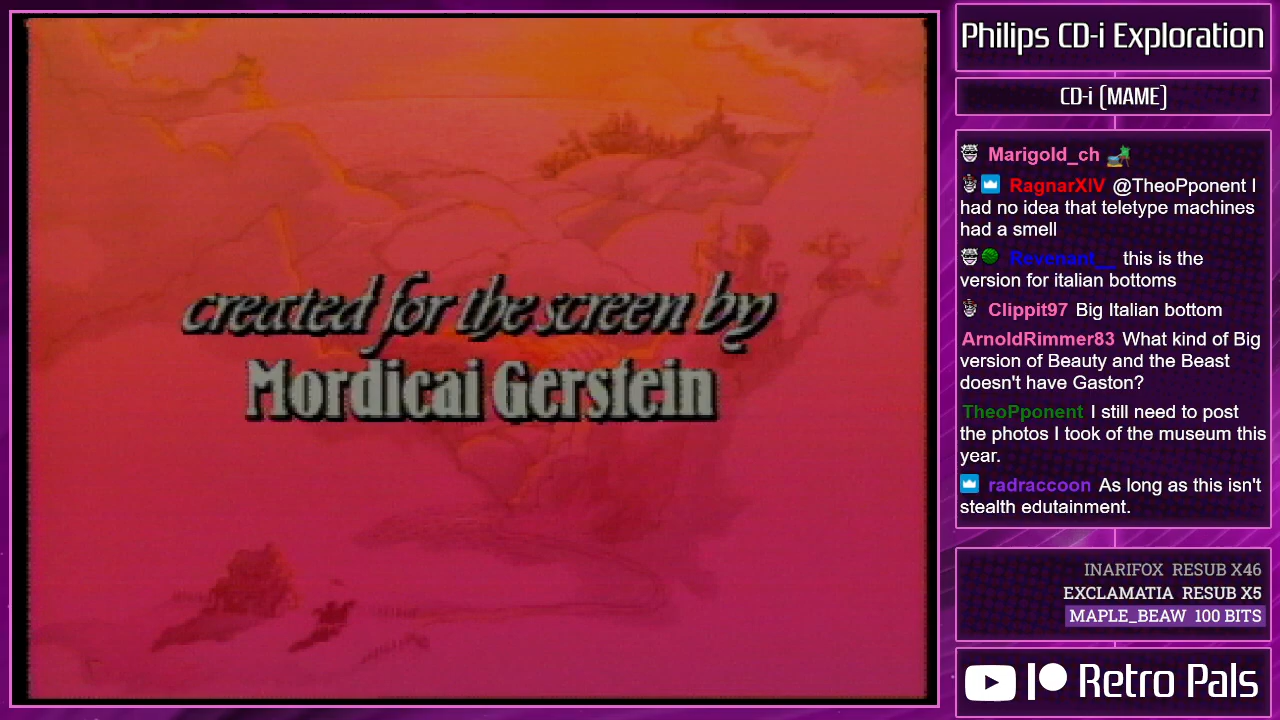 created for the screen by
Mordicai Gerstein
Philips CD-i Exploration
CD-i (MAME)
Marigold_ch
RagnarXIV @TheoPponent I
had no idea that teletype machines
had a smell
Revenant__ this is the
version for italian bottoms
Clippit97 Big Italian bottom
ArnoldRimmer83 What kind of Big
version of Beauty and the Beast
doesn't have Gaston?
TheoPponent I still need to post
the photos I took of the museum this
year.
radraccoon As long as this isn't
stealth edutainment.
INARIFOX RESUB X46
EXCLAMATIA RESUB X5
MAPLE_BEAW 100 BITS
Retro Pals